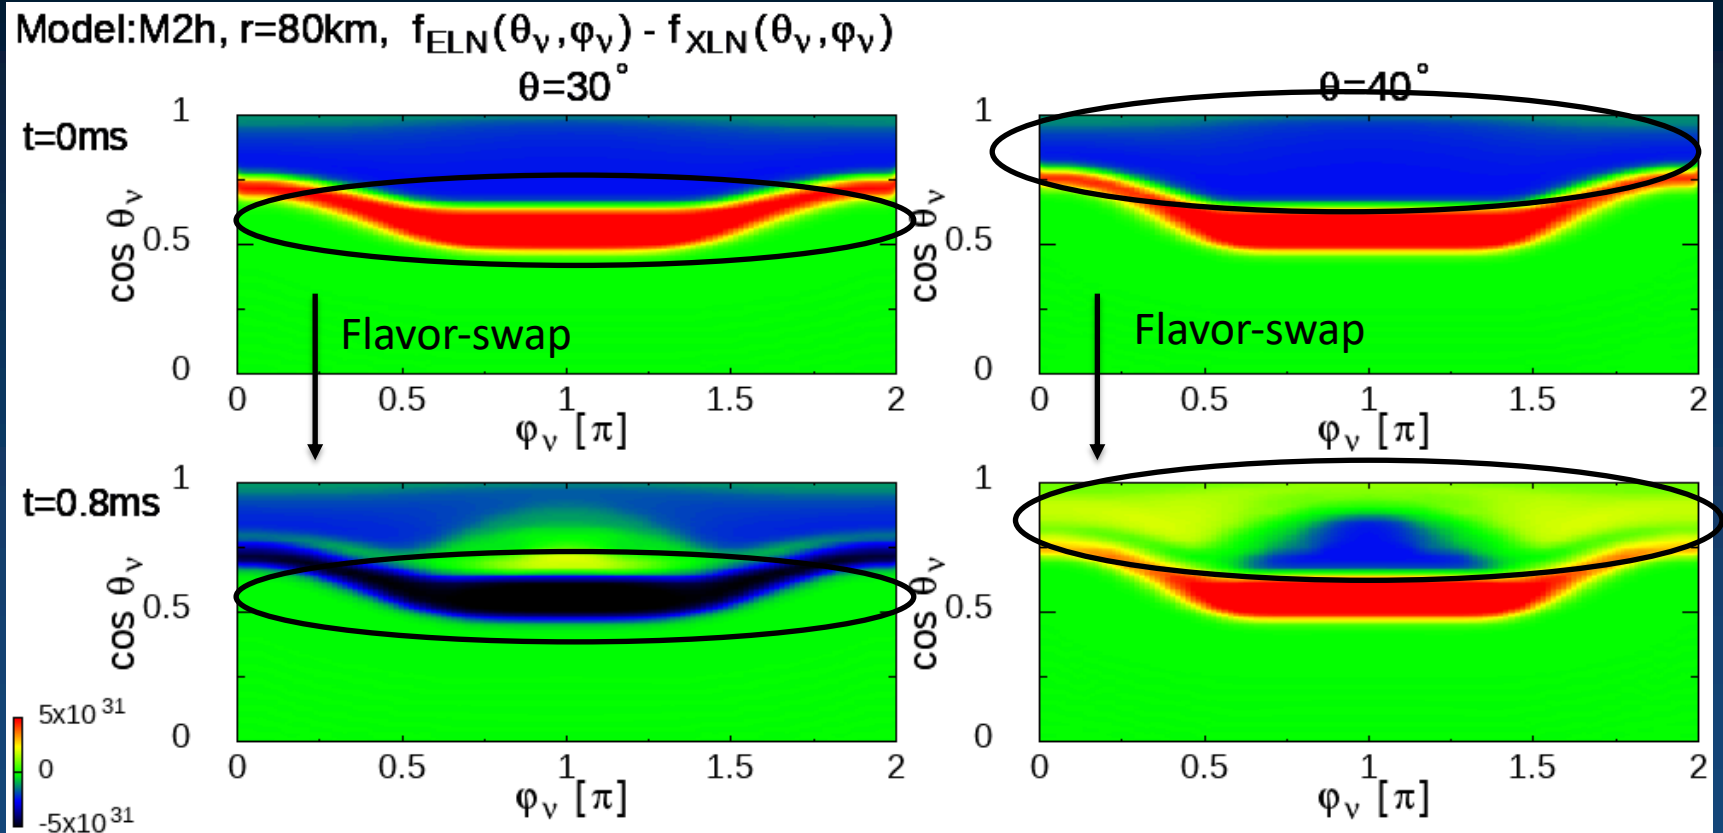 Model:M2h, r=80km, f_ELN(θ_ν,φ_ν) - f_XLN(θ_ν,φ_ν)
θ=30° θ=40°
t=0ms
1
0.5
0
cos θ_ν
0 0.5 1 1.5 2
φ_ν [π]
Flavor-swap
1
0.5
0
cos θ_ν
0 0.5 1 1.5 2
φ_ν [π]
Flavor-swap
t=0.8ms
1
0.5
0
cos θ_ν
0 0.5 1 1.5 2
φ_ν [π]
1
0.5
0
cos θ_ν
0 0.5 1 1.5 2
φ_ν [π]
5x10^31
0
-5x10^31